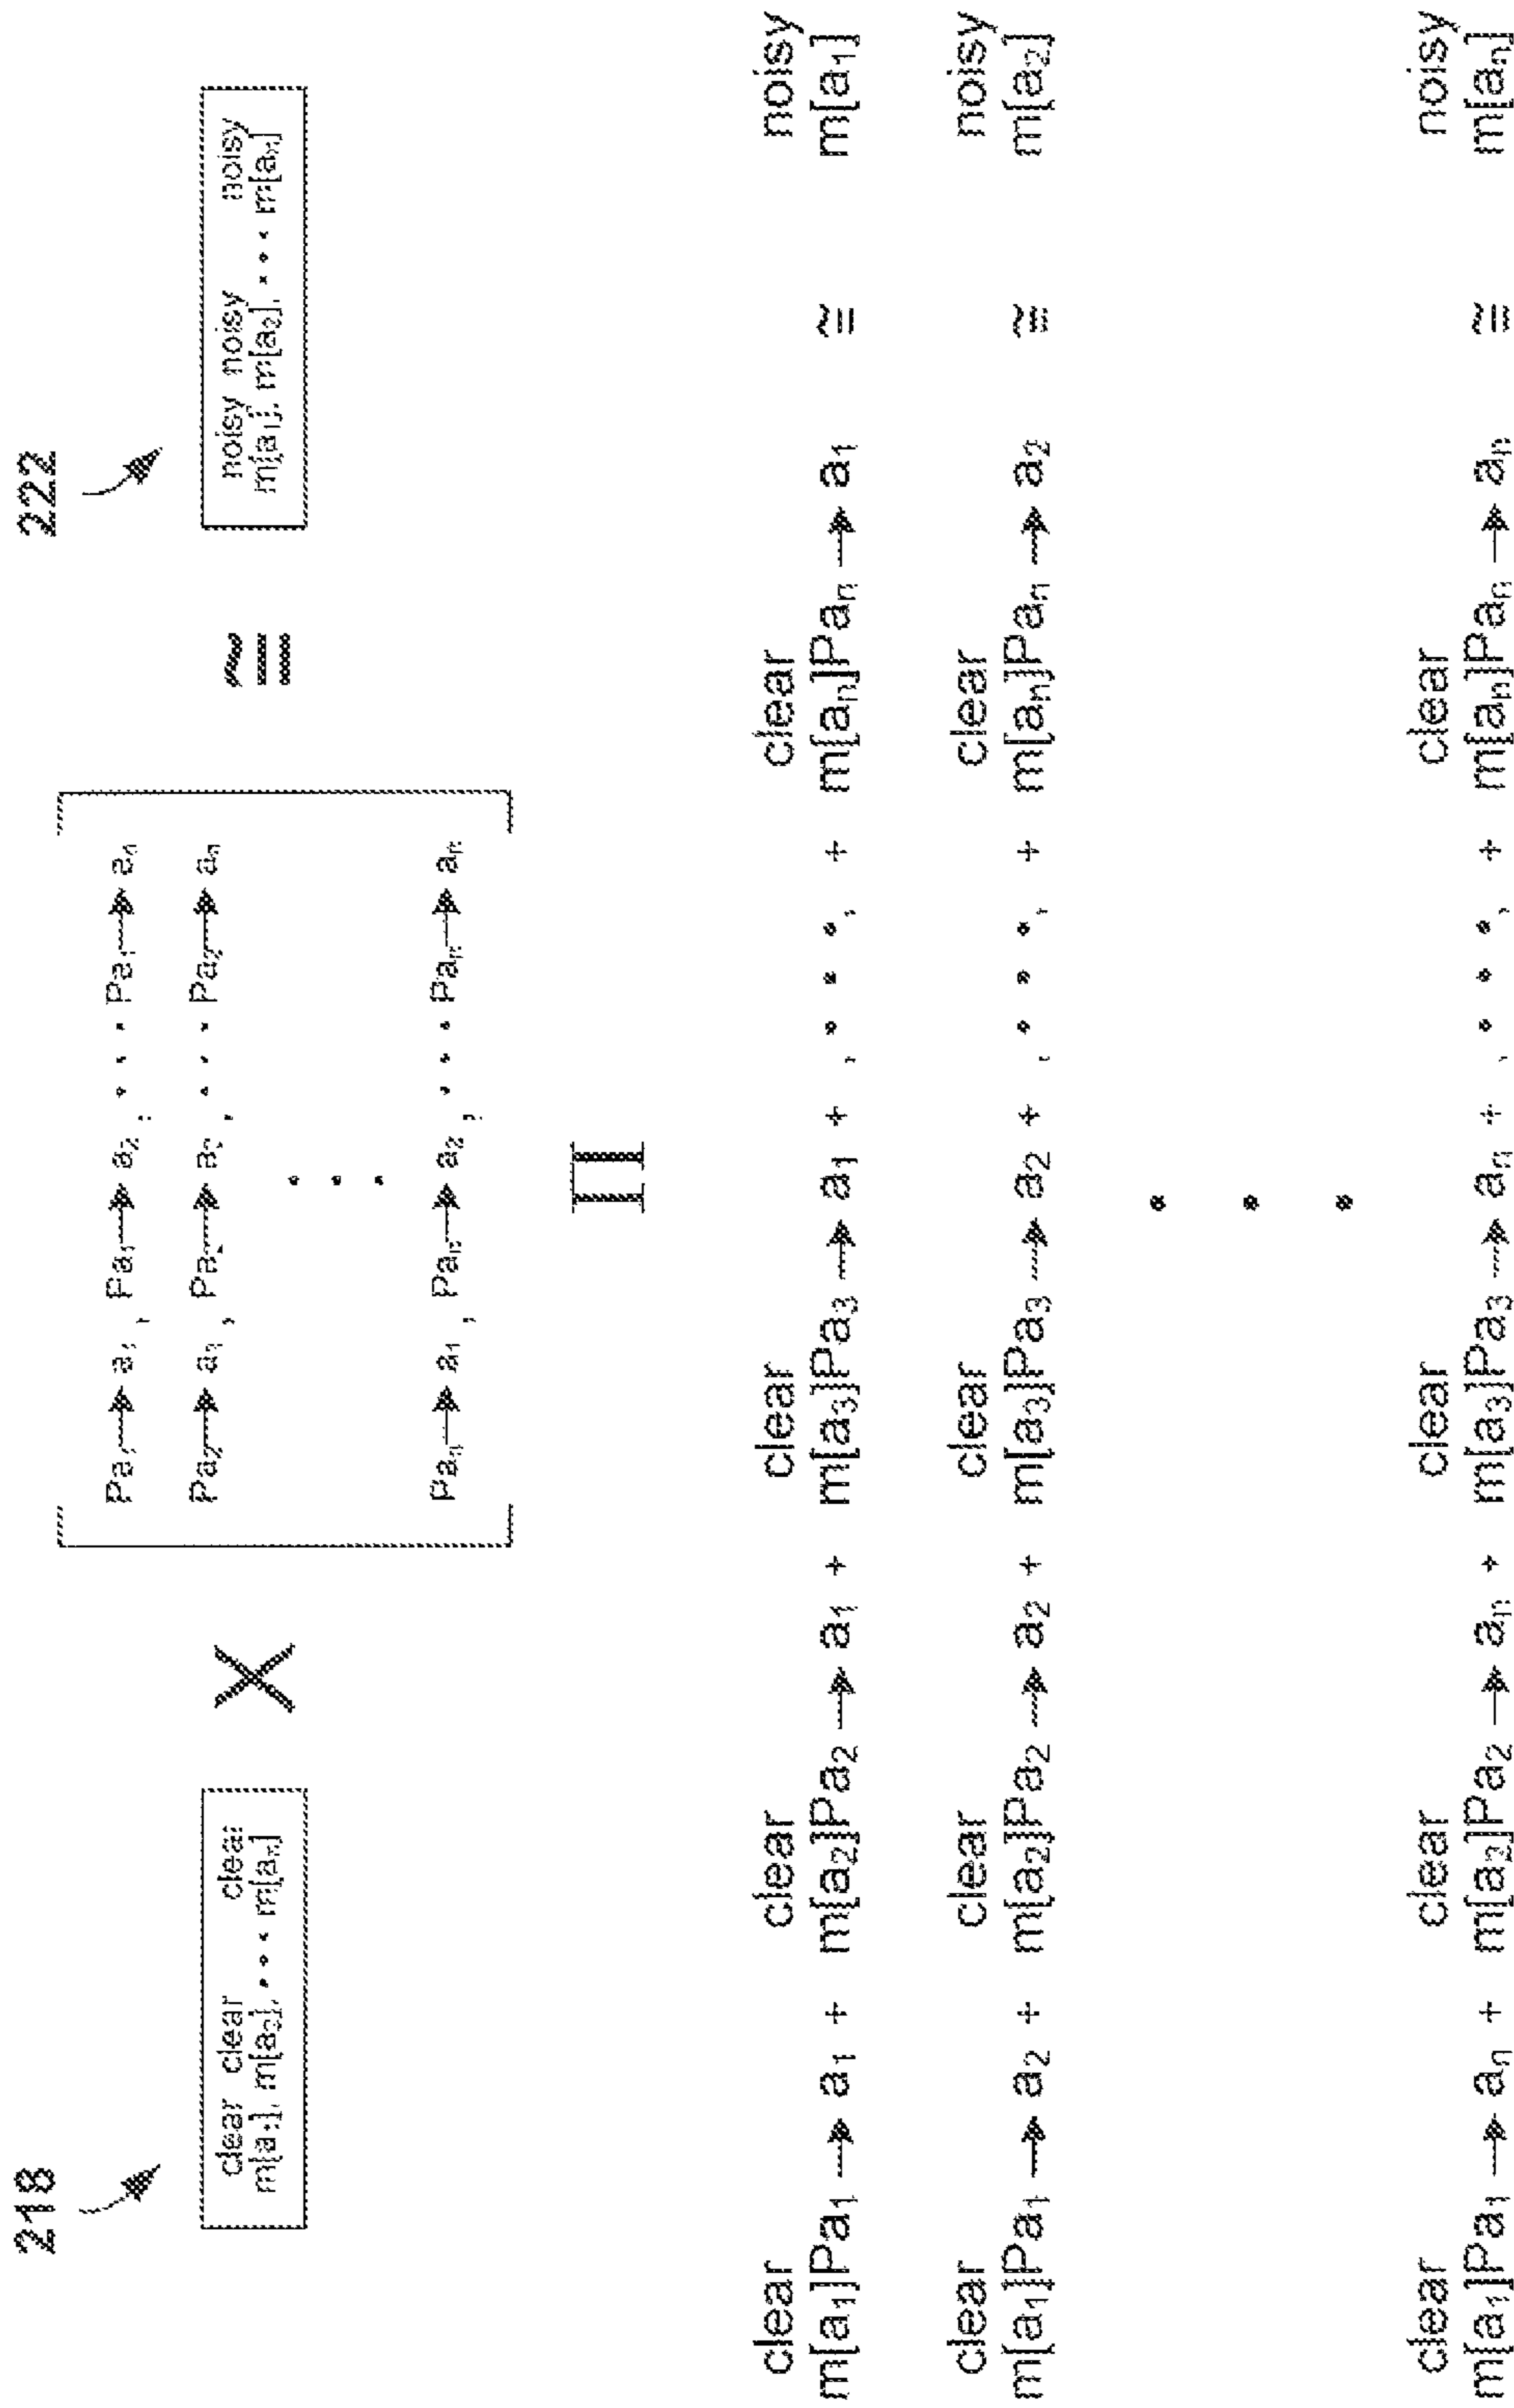 218
222
clear clear clear
m[a₁], m[a₂], • • • m[aₙ]
X
Pa₁→a₁ , Pa₁→a₂ , • • • Pa₁→aₙ
Pa₂→a₁ , Pa₂→a₂ , • • • Pa₂→aₙ
• • •
Paₙ→a₁ , Paₙ→a₂ , • • • Paₙ→aₙ
≅
noisy noisy noisy
m[a₁], m[a₂], • • • m[aₙ]
clear clear clear clear noisy
m[a₁]Pa₁→a₁ + m[a₂]Pa₂→a₁ + m[a₃]Pa₃→a₁ + , • • •, + m[aₙ]Paₙ→a₁ ≅ m[a₁]
clear clear clear clear noisy
m[a₁]Pa₁→a₂ + m[a₂]Pa₂→a₂ + m[a₃]Pa₃→a₂ + , • • •, + m[aₙ]Paₙ→a₂ ≅ m[a₂]
• • •
clear clear clear clear noisy
m[a₁]Pa₁→aₙ + m[a₂]Pa₂→aₙ + m[a₃]Pa₃→aₙ + , • • •, + m[aₙ]Paₙ→aₙ ≅ m[aₙ]